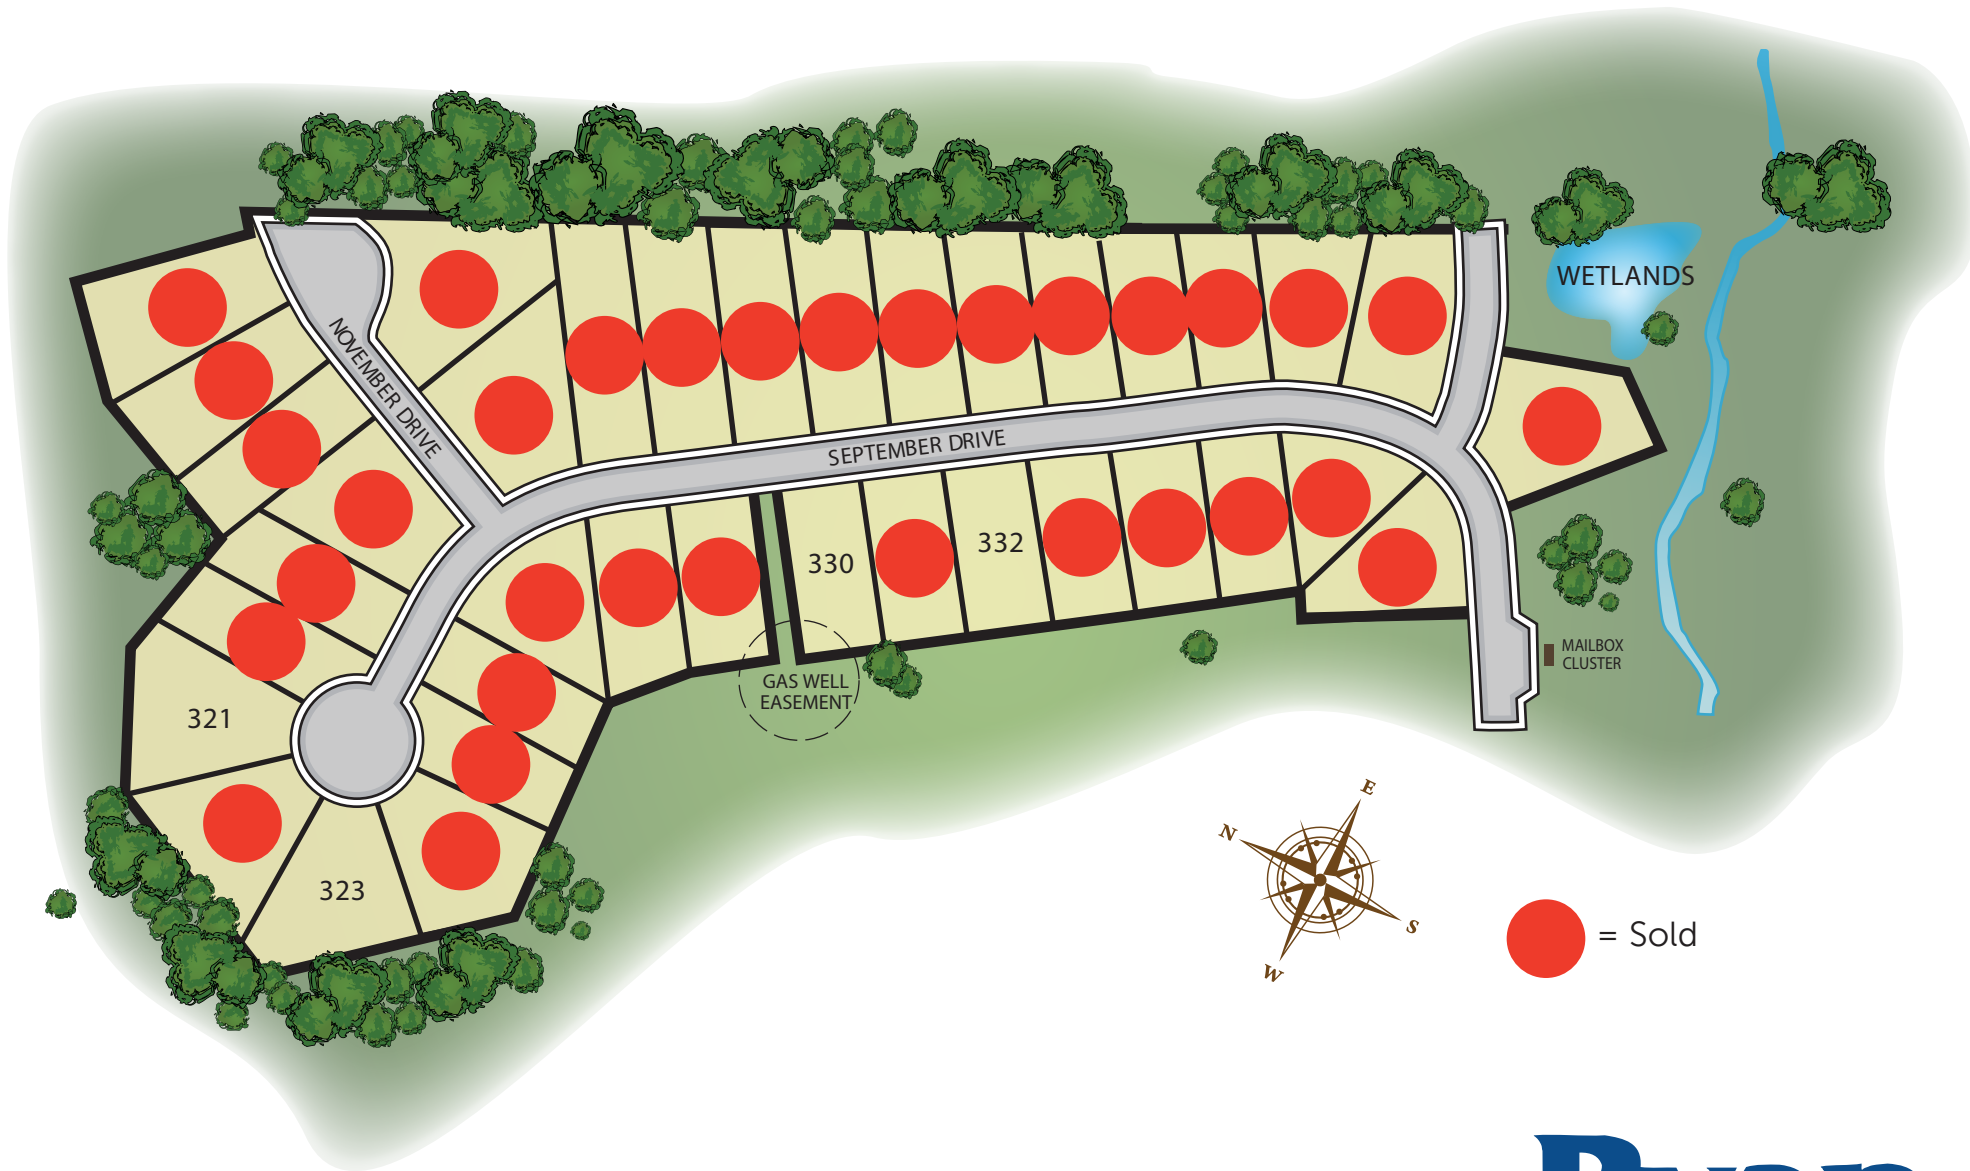 WETLANDS
NOVEMBER DRIVE
SEPTEMBER DRIVE
330
332
MAILBOX
CLUSTER
321
GAS WELL
EASEMENT
323
E
N
S
W
= Sold